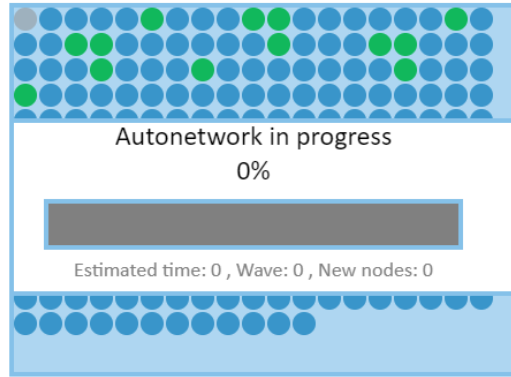 Autonetwork in progress
0%
Estimated time: 0 , Wave: 0 , New nodes: 0